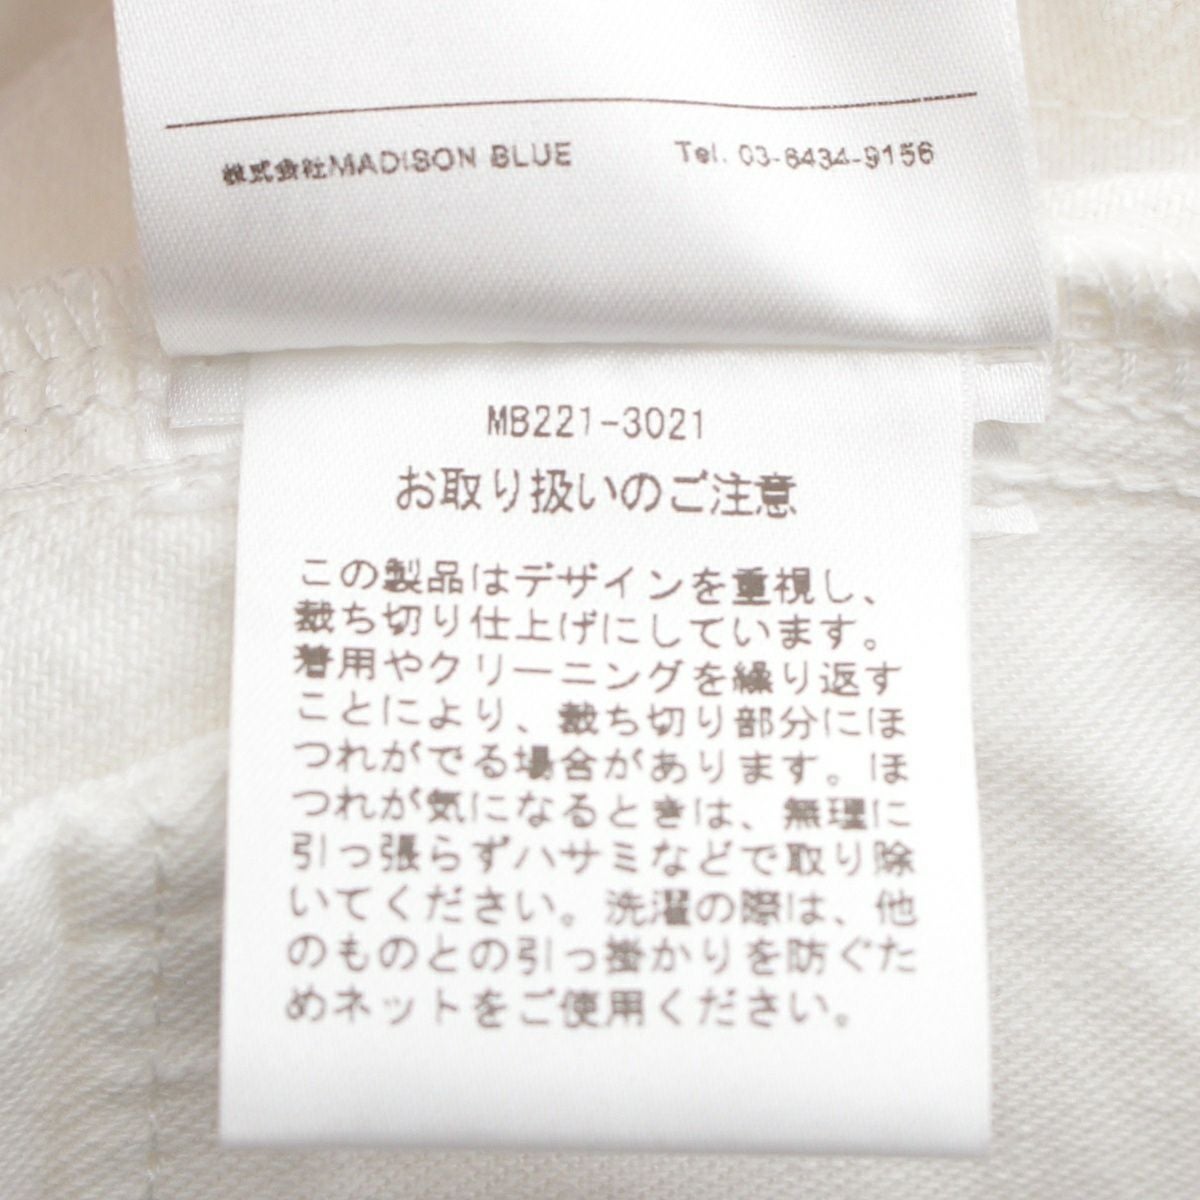 株式会社MADISON BLUE Tel. 03-6434-9156
MB221-3021
お取り扱いのご注意
この製品はデザインを重視し、
裁ち切り仕上げにしています。
着用やクリーニングを繰り返す
ことにより、裁ち切り部分にほ
つれがでる場合があります。ほ
つれが気になるときは、無理に
引っ張らずハサミなどで取り除
いてください。洗濯の際は、他
のものとの引っ掛かりを防ぐた
めネットをご使用ください。